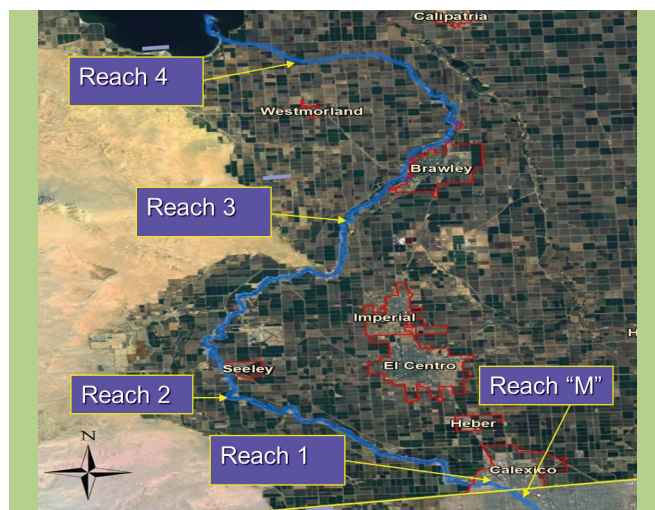 Calipatria
Reach 4
Westmorland
Brawley
Reach 3
Imperial
Seeley
El Centro
Reach 2
Reach “M”
Heber
N
Reach 1
Calexico
H